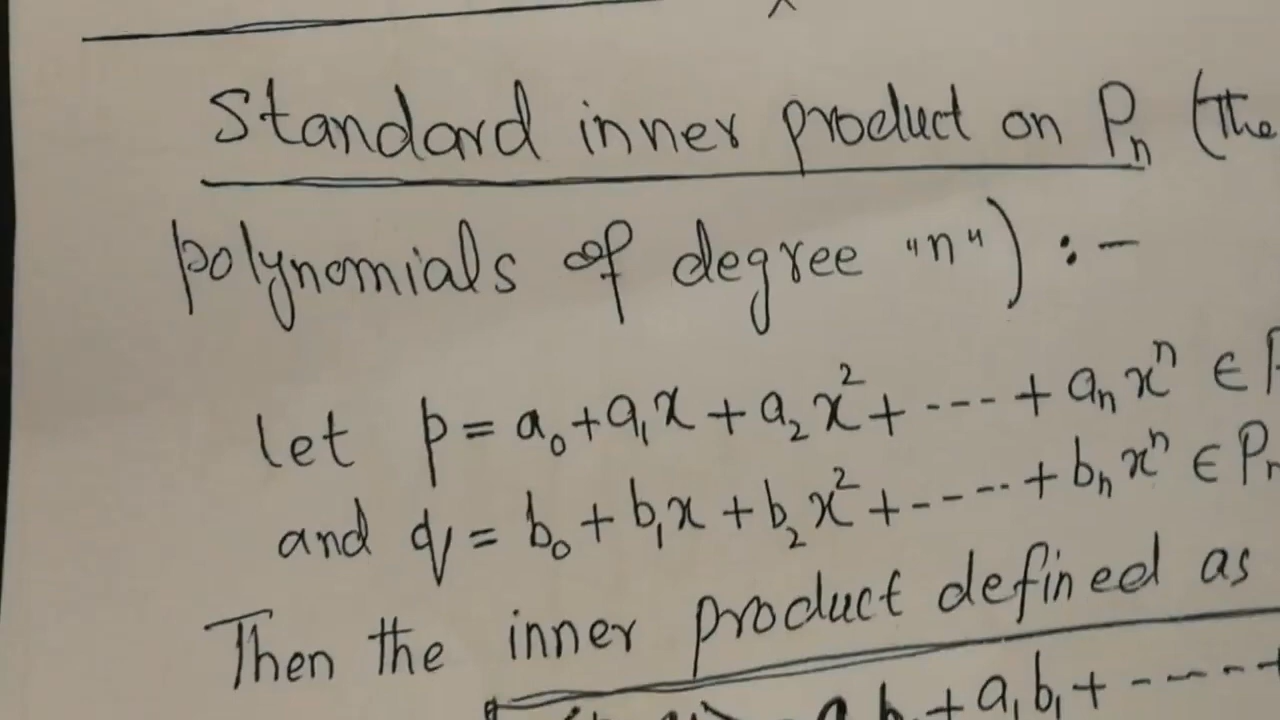 Standard inner product on Pₙ (The
polynomials of degree "n") :-
let p = a₀ + a₁x + a₂x² + ---- + aₙxⁿ ∈
and q = b₀ + b₁x + b₂x² + ----- + bₙxⁿ ∈ Pₙ
Then the inner product defined as
+ a₁b₁ + -----